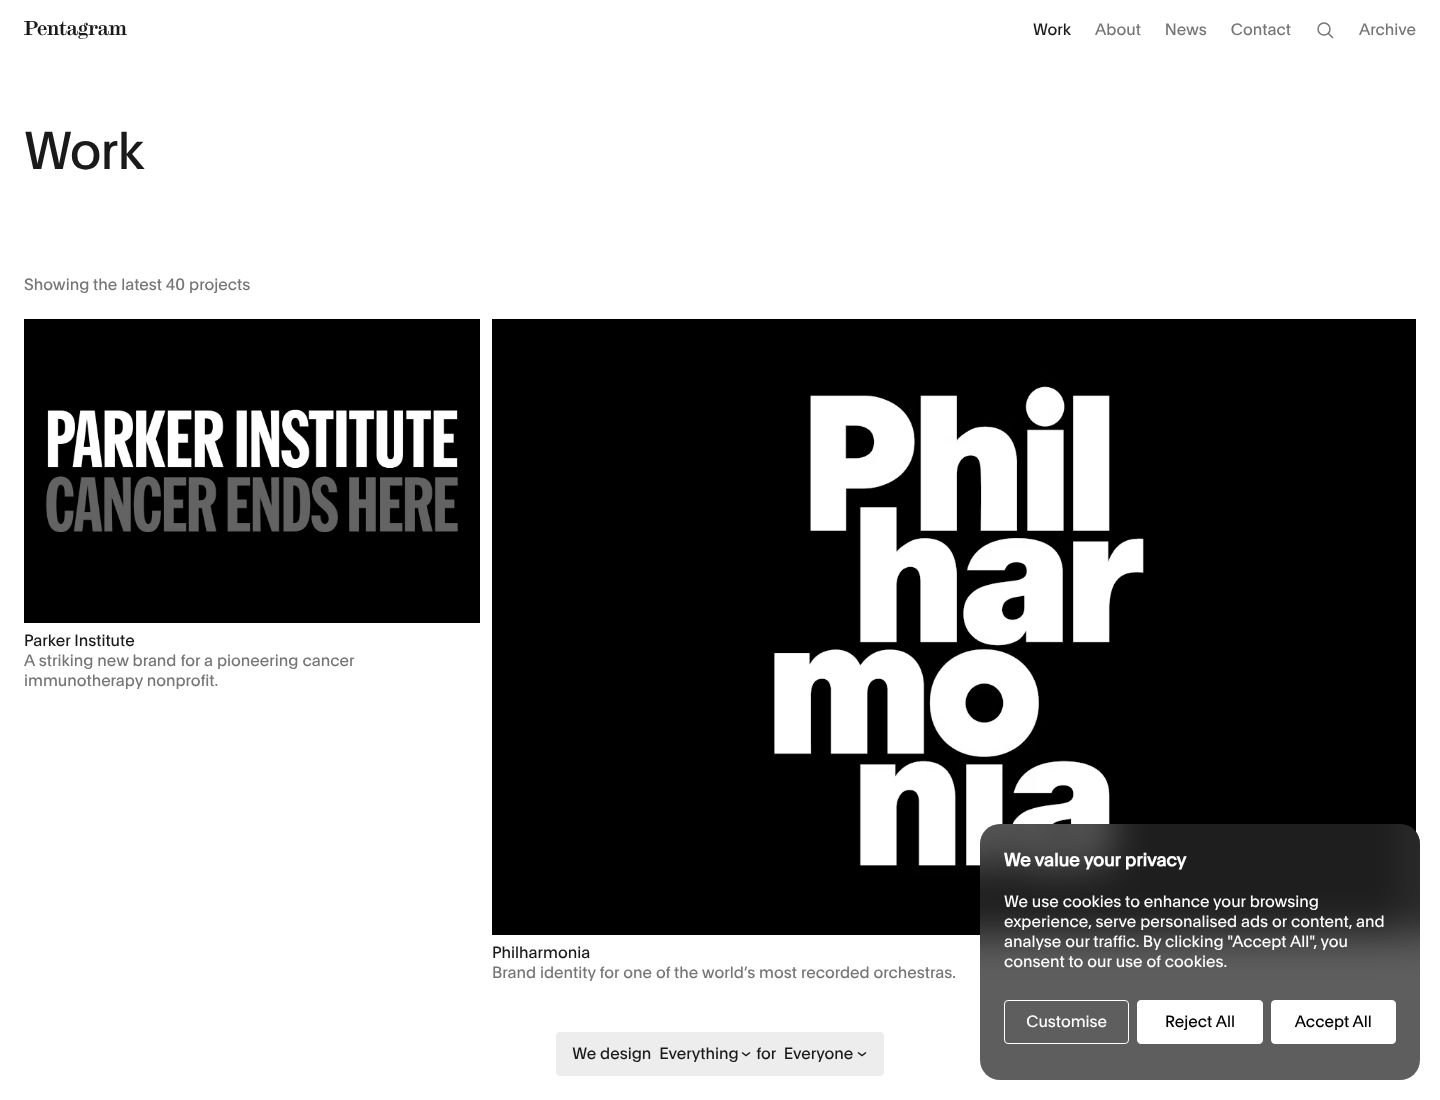 Pentagram
Work About News Contact Archive
Work
Showing the latest 40 projects
PARKER INSTITUTE
CANCER ENDS HERE
Parker Institute
A striking new brand for a pioneering cancer
immunotherapy nonprofit.
Phil
har
mo
nia
Philharmonia
Brand identity for one of the world’s most recorded orchestras.
We design Everything for Everyone
We value your privacy
We use cookies to enhance your browsing
experience, serve personalised ads or content, and
analyse our traffic. By clicking "Accept All", you
consent to our use of cookies.
Customise Reject All Accept All